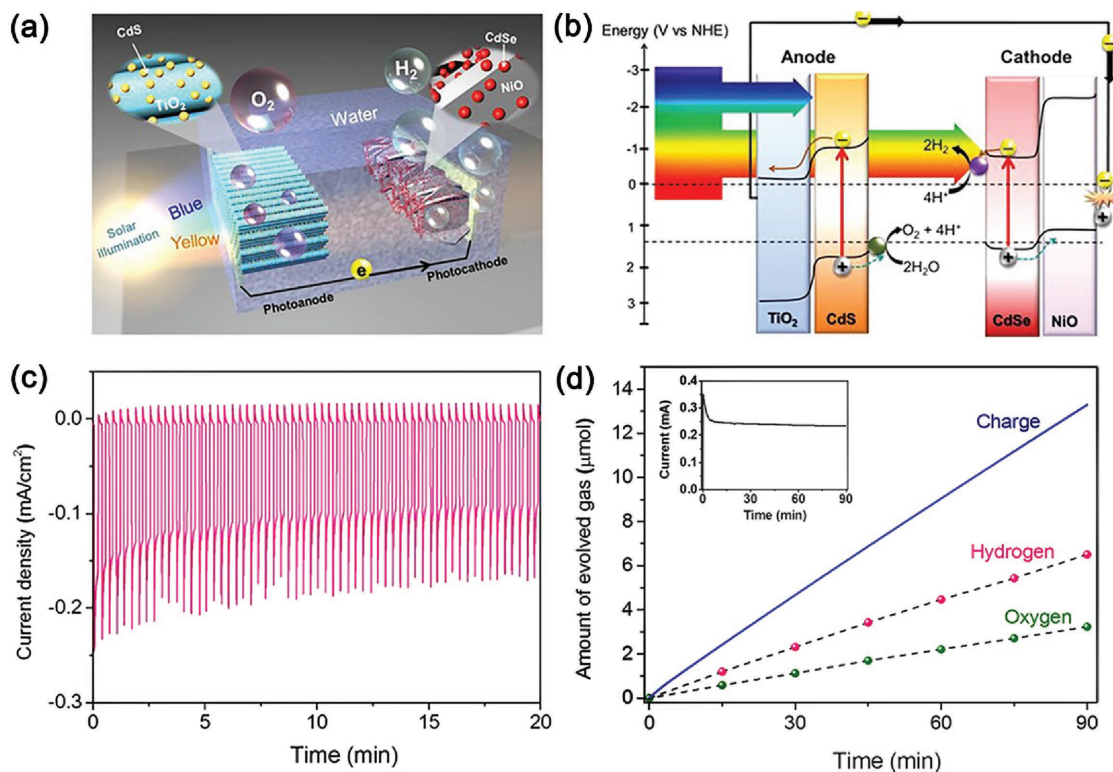 (a)
CdS
TiO2
O2
H2
CdSe
NiO
Water
Solar
illumination
Blue
Yellow
e
Photoanode
Photocathode
(b)
Energy (V vs NHE)
Anode
Cathode
-3
-2
-1
0
1
2
3
2H2
4H+
O2 + 4H+
2H2O
TiO2
CdS
CdSe
NiO
(c)
Current density (mA/cm2)
0.0
-0.1
-0.2
-0.3
0
5
10
15
20
Time (min)
(d)
Amount of evolved gas (μmol)
14
12
10
8
6
4
2
0
Current (mA)
0.4
0.3
0.2
0.1
0.0
0
30
60
90
Time (min)
Charge
Hydrogen
Oxygen
0
30
60
90
Time (min)